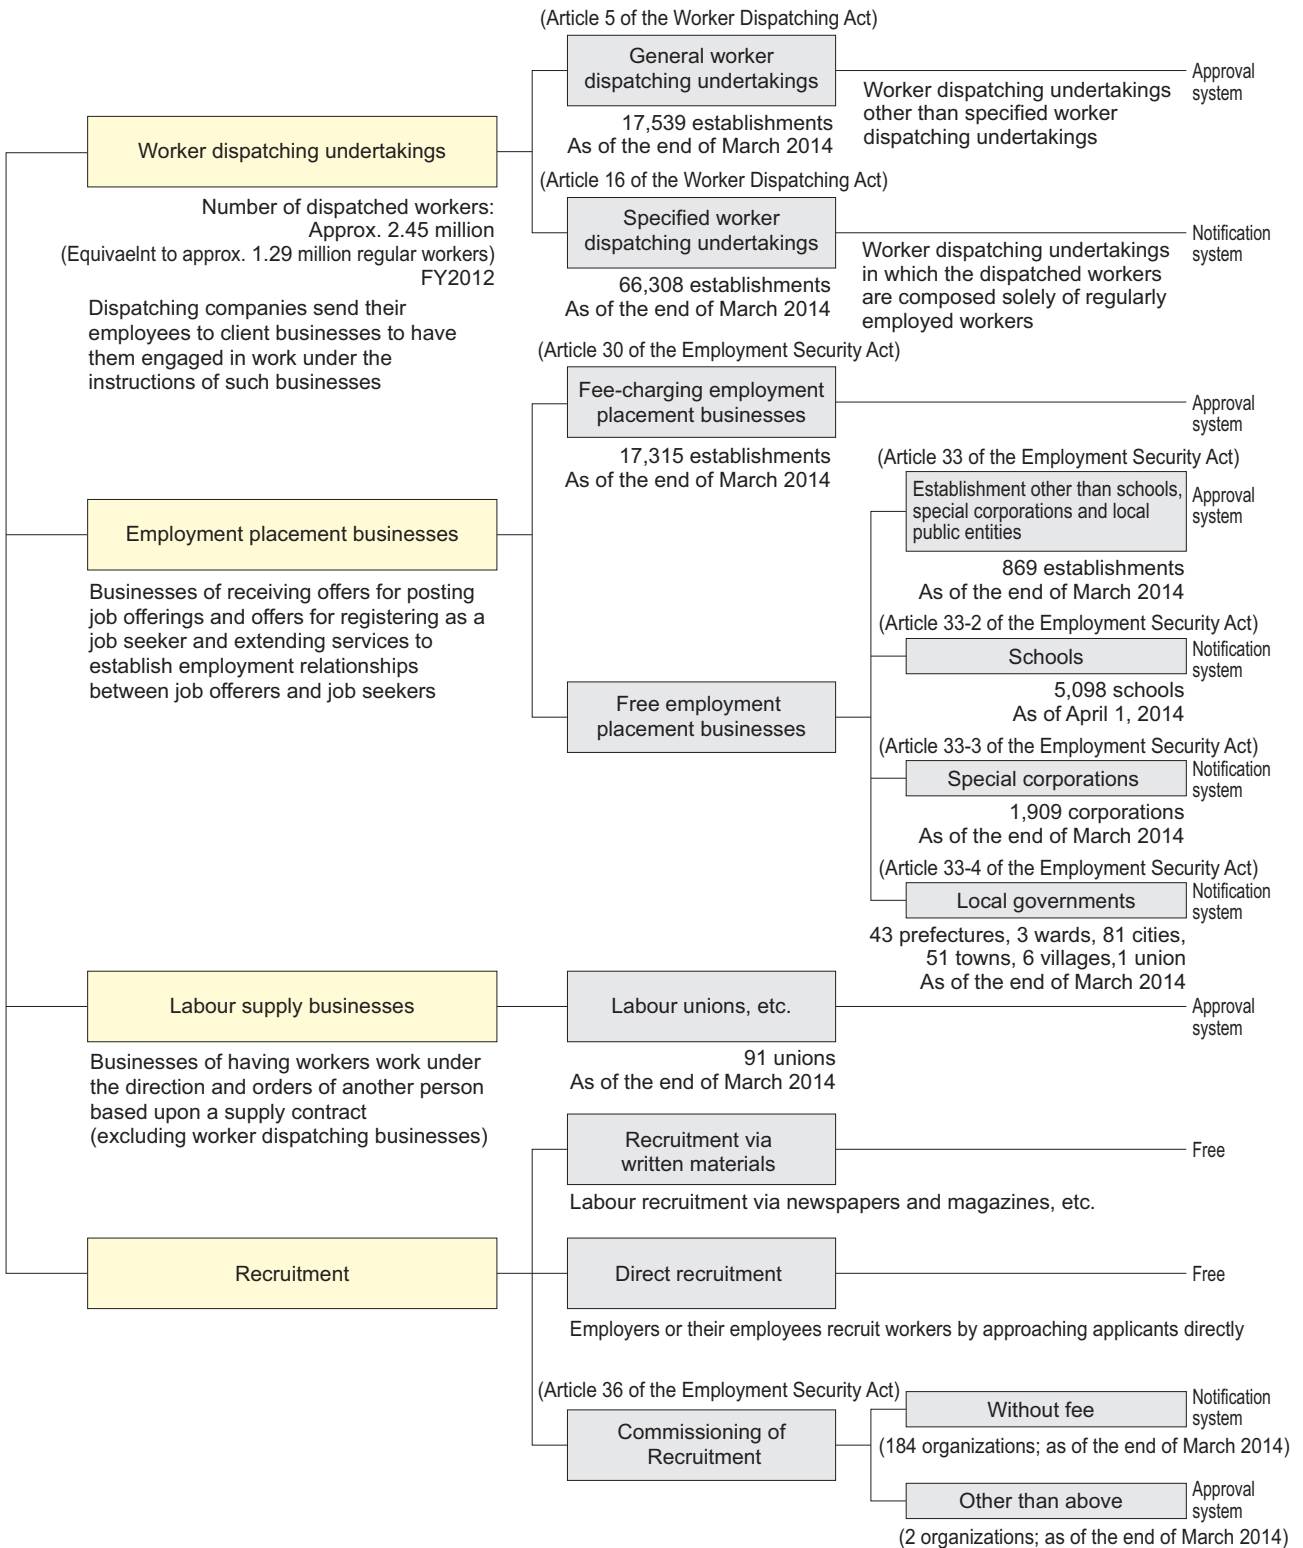 (Article 5 of the Worker Dispatching Act)
General worker
dispatching undertakings
Approval
system
Worker dispatching undertakings
other than specified worker
dispatching undertakings
17,539 establishments
As of the end of March 2014
Worker dispatching undertakings
(Article 16 of the Worker Dispatching Act)
Number of dispatched workers:
Approx. 2.45 million
(Equivaelnt to approx. 1.29 million regular workers)
FY2012
Specified worker
dispatching undertakings
Notification
system
Worker dispatching undertakings
in which the dispatched workers
are composed solely of regularly
employed workers
66,308 establishments
As of the end of March 2014
Dispatching companies send their
employees to client businesses to have
them engaged in work under the
instructions of such businesses
(Article 30 of the Employment Security Act)
Fee-charging employment
placement businesses
Approval
system
17,315 establishments
As of the end of March 2014
(Article 33 of the Employment Security Act)
Establishment other than schools,
special corporations and local
public entities
Approval
system
869 establishments
As of the end of March 2014
Employment placement businesses
Businesses of receiving offers for posting
job offerings and offers for registering as a
job seeker and extending services to
establish employment relationships
between job offerers and job seekers
(Article 33-2 of the Employment Security Act)
Schools
Notification
system
5,098 schools
As of April 1, 2014
Free employment
placement businesses
(Article 33-3 of the Employment Security Act)
Special corporations
Notification
system
1,909 corporations
As of the end of March 2014
(Article 33-4 of the Employment Security Act)
Local governments
Notification
system
43 prefectures, 3 wards, 81 cities,
51 towns, 6 villages,1 union
As of the end of March 2014
Labour supply businesses
Labour unions, etc.
Approval
system
91 unions
As of the end of March 2014
Businesses of having workers work under
the direction and orders of another person
based upon a supply contract
(excluding worker dispatching businesses)
Recruitment via
written materials
Free
Labour recruitment via newspapers and magazines, etc.
Recruitment
Direct recruitment
Free
Employers or their employees recruit workers by approaching applicants directly
(Article 36 of the Employment Security Act)
Commissioning of
Recruitment
Without fee
Notification
system
(184 organizations; as of the end of March 2014)
Other than above
Approval
system
(2 organizations; as of the end of March 2014)